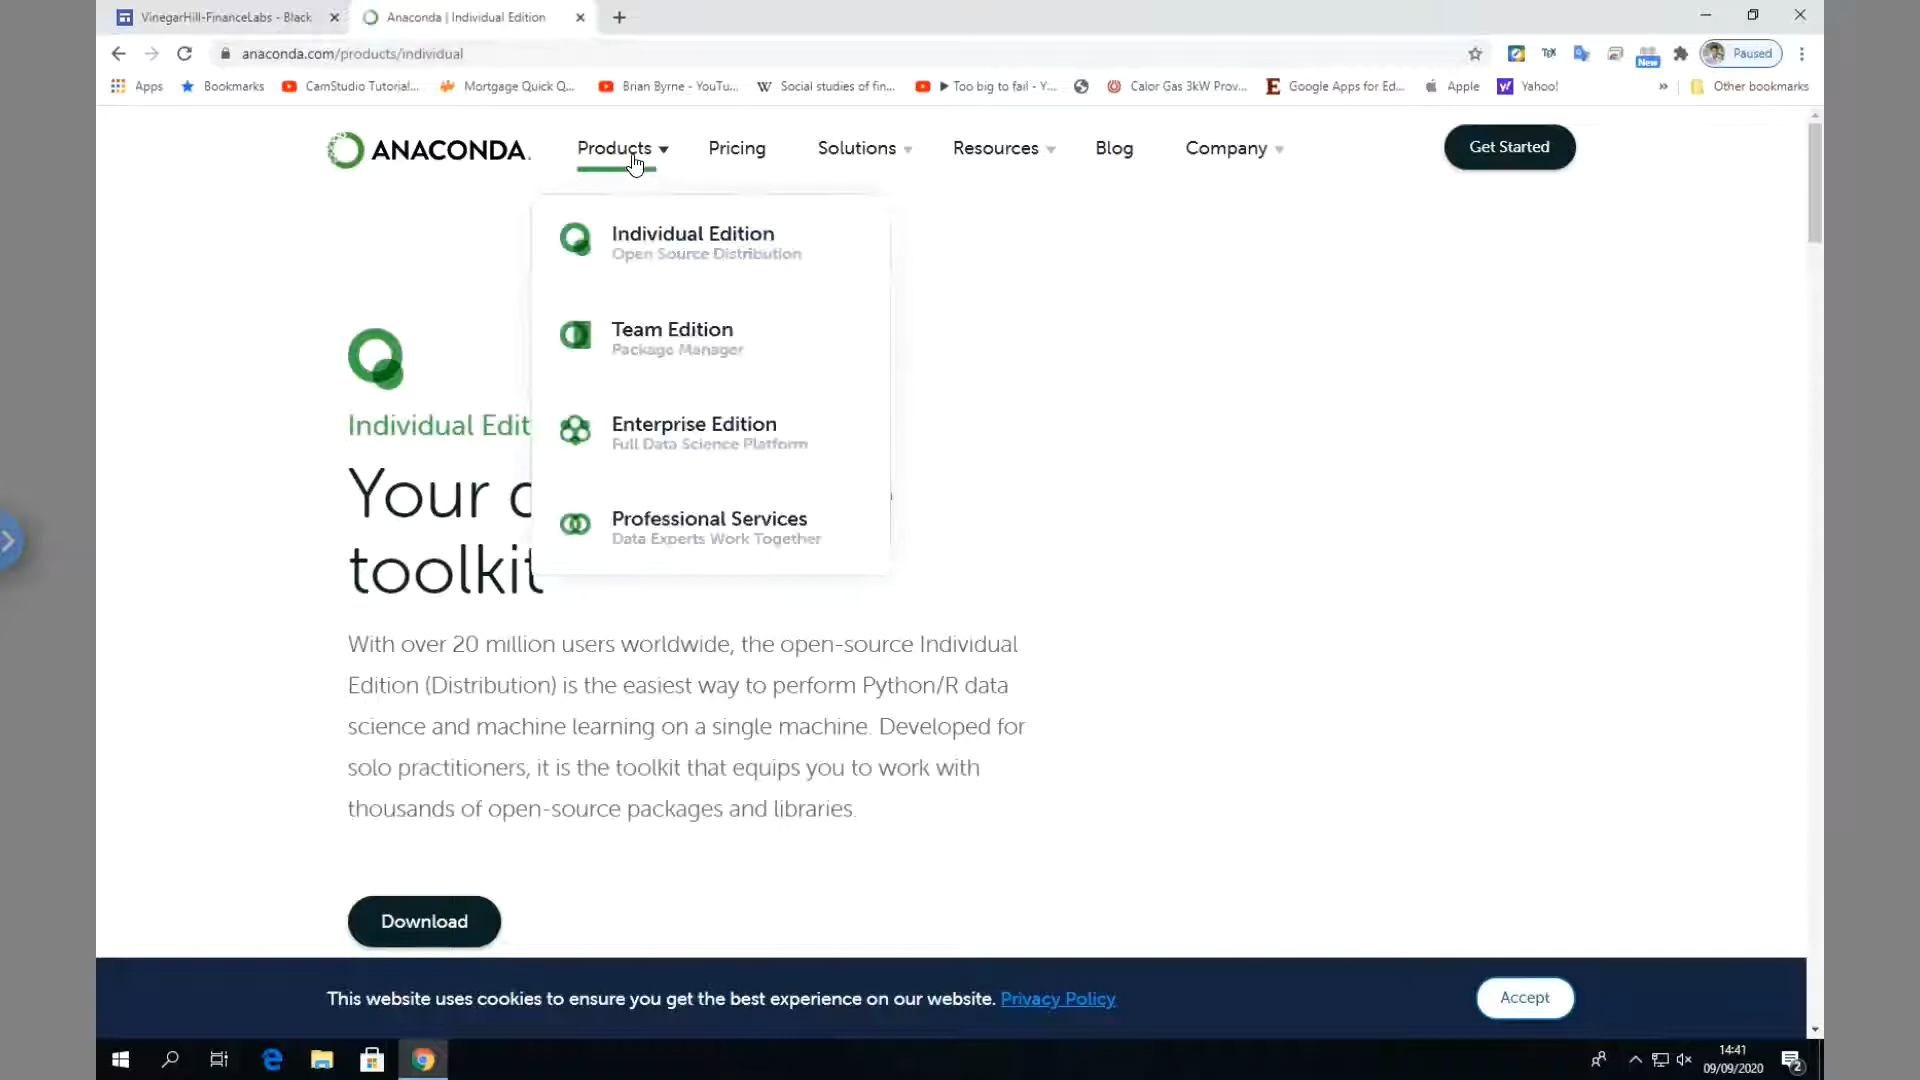 VinegarHill-FinanceLabs - Black
Anaconda | Individual Edition
anaconda.com/products/individual
Paused
Apps
Bookmarks
CamStudio Tutorial...
Mortgage Quick Q...
Brian Byrne - YouTu...
Social studies of fin...
Too big to fail - Y...
Calor Gas 3kW Prov...
Google Apps for Ed...
Apple
Yahoo!
New
Other bookmarks
ANACONDA.
Products
Pricing
Solutions
Resources
Blog
Company
Get Started
Individual Edition
Open Source Distribution
Team Edition
Package Manager
Enterprise Edition
Full Data Science Platform
Professional Services
Data Experts Work Together
Individual Edit
Your
toolkit
With over 20 million users worldwide, the open-source Individual
Edition (Distribution) is the easiest way to perform Python/R data
science and machine learning on a single machine. Developed for
solo practitioners, it is the toolkit that equips you to work with
thousands of open-source packages and libraries.
Download
This website uses cookies to ensure you get the best experience on our website. Privacy Policy
Accept
14:41
09/09/2020
2